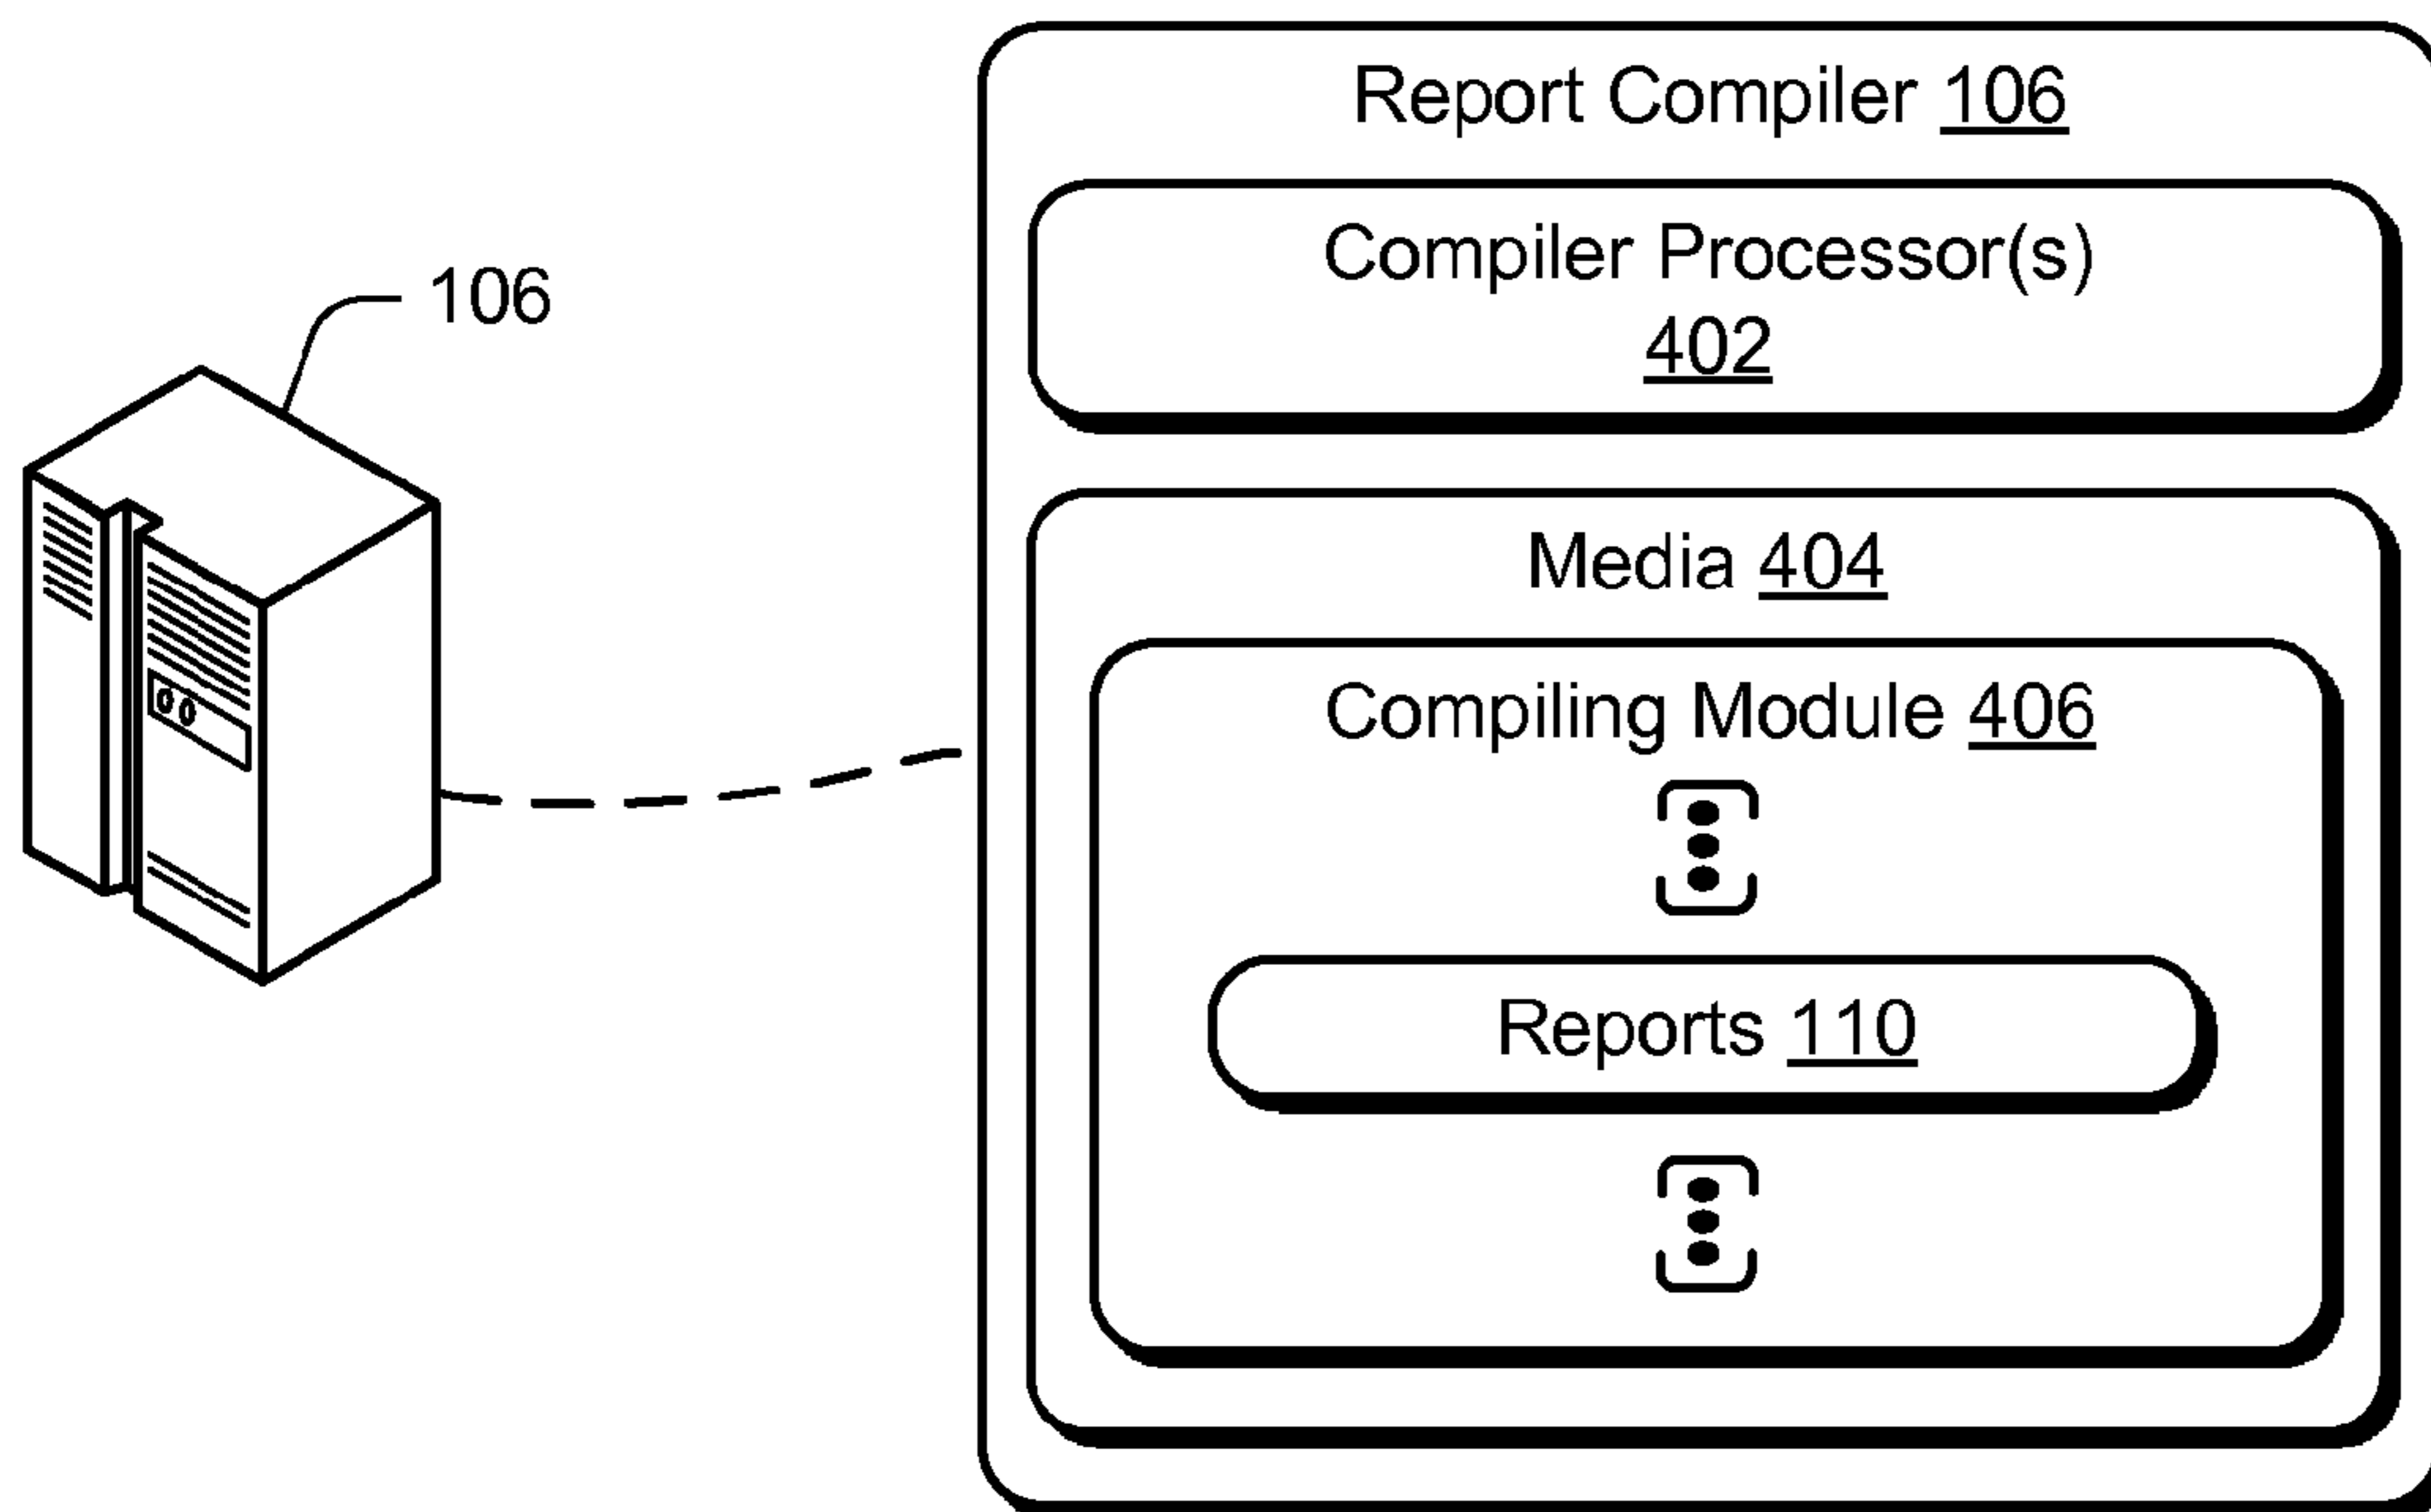 106
Report Compiler 106
Compiler Processor(s)
402
Media 404
Compiling Module 406
Reports 110